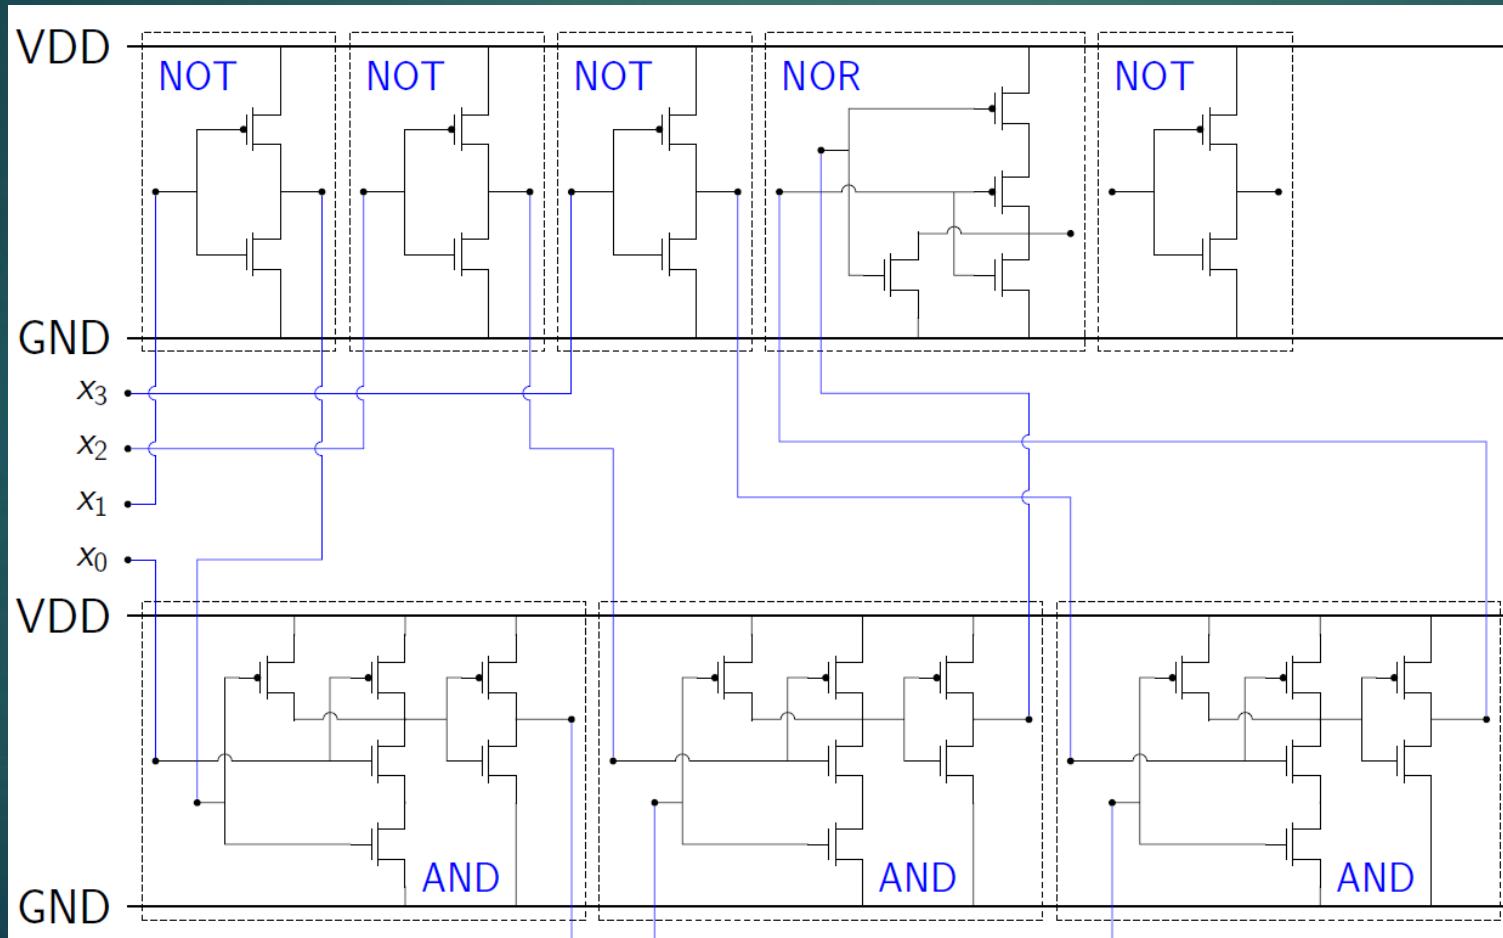 VDD
NOT
NOT
NOT
NOR
NOT
GND
x3
x2
x1
x0
VDD
AND
AND
AND
GND